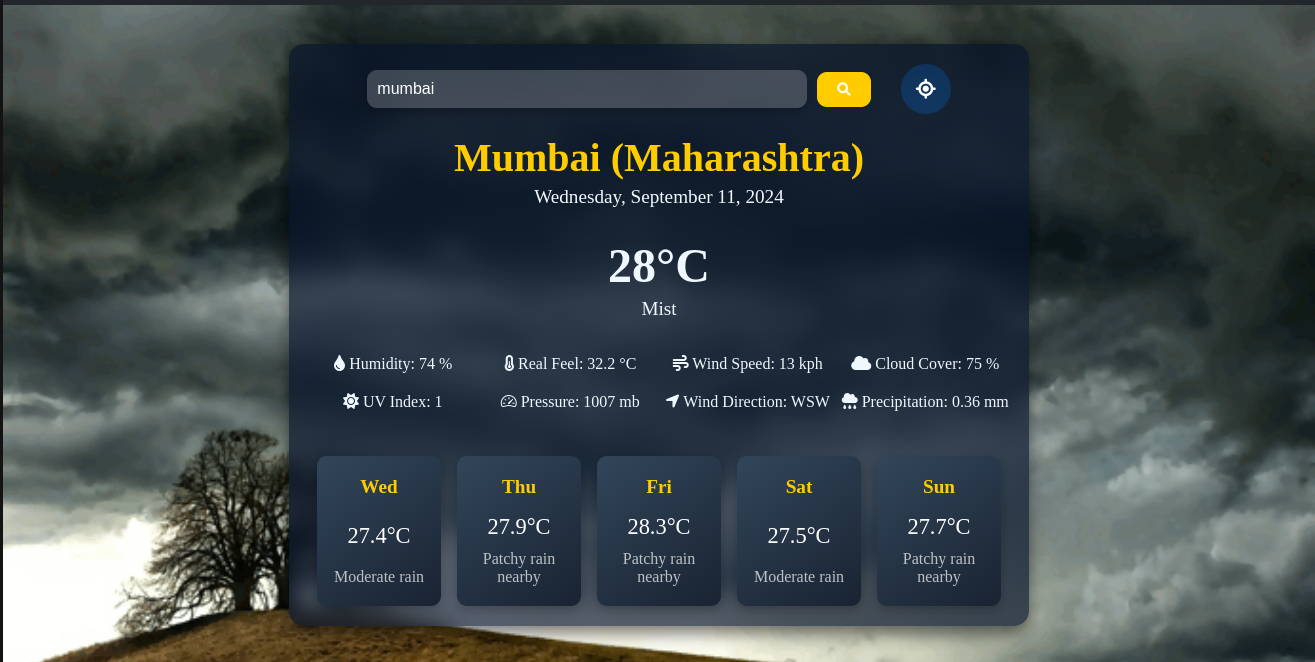 mumbai
Mumbai (Maharashtra)
Wednesday, September 11, 2024
28°C
Mist
Humidity: 74 %
Real Feel: 32.2 °C
Wind Speed: 13 kph
Cloud Cover: 75 %
UV Index: 1
Pressure: 1007 mb
Wind Direction: WSW
Precipitation: 0.36 mm
Wed
27.4°C
Moderate rain
Thu
27.9°C
Patchy rain
nearby
Fri
28.3°C
Patchy rain
nearby
Sat
27.5°C
Moderate rain
Sun
27.7°C
Patchy rain
nearby